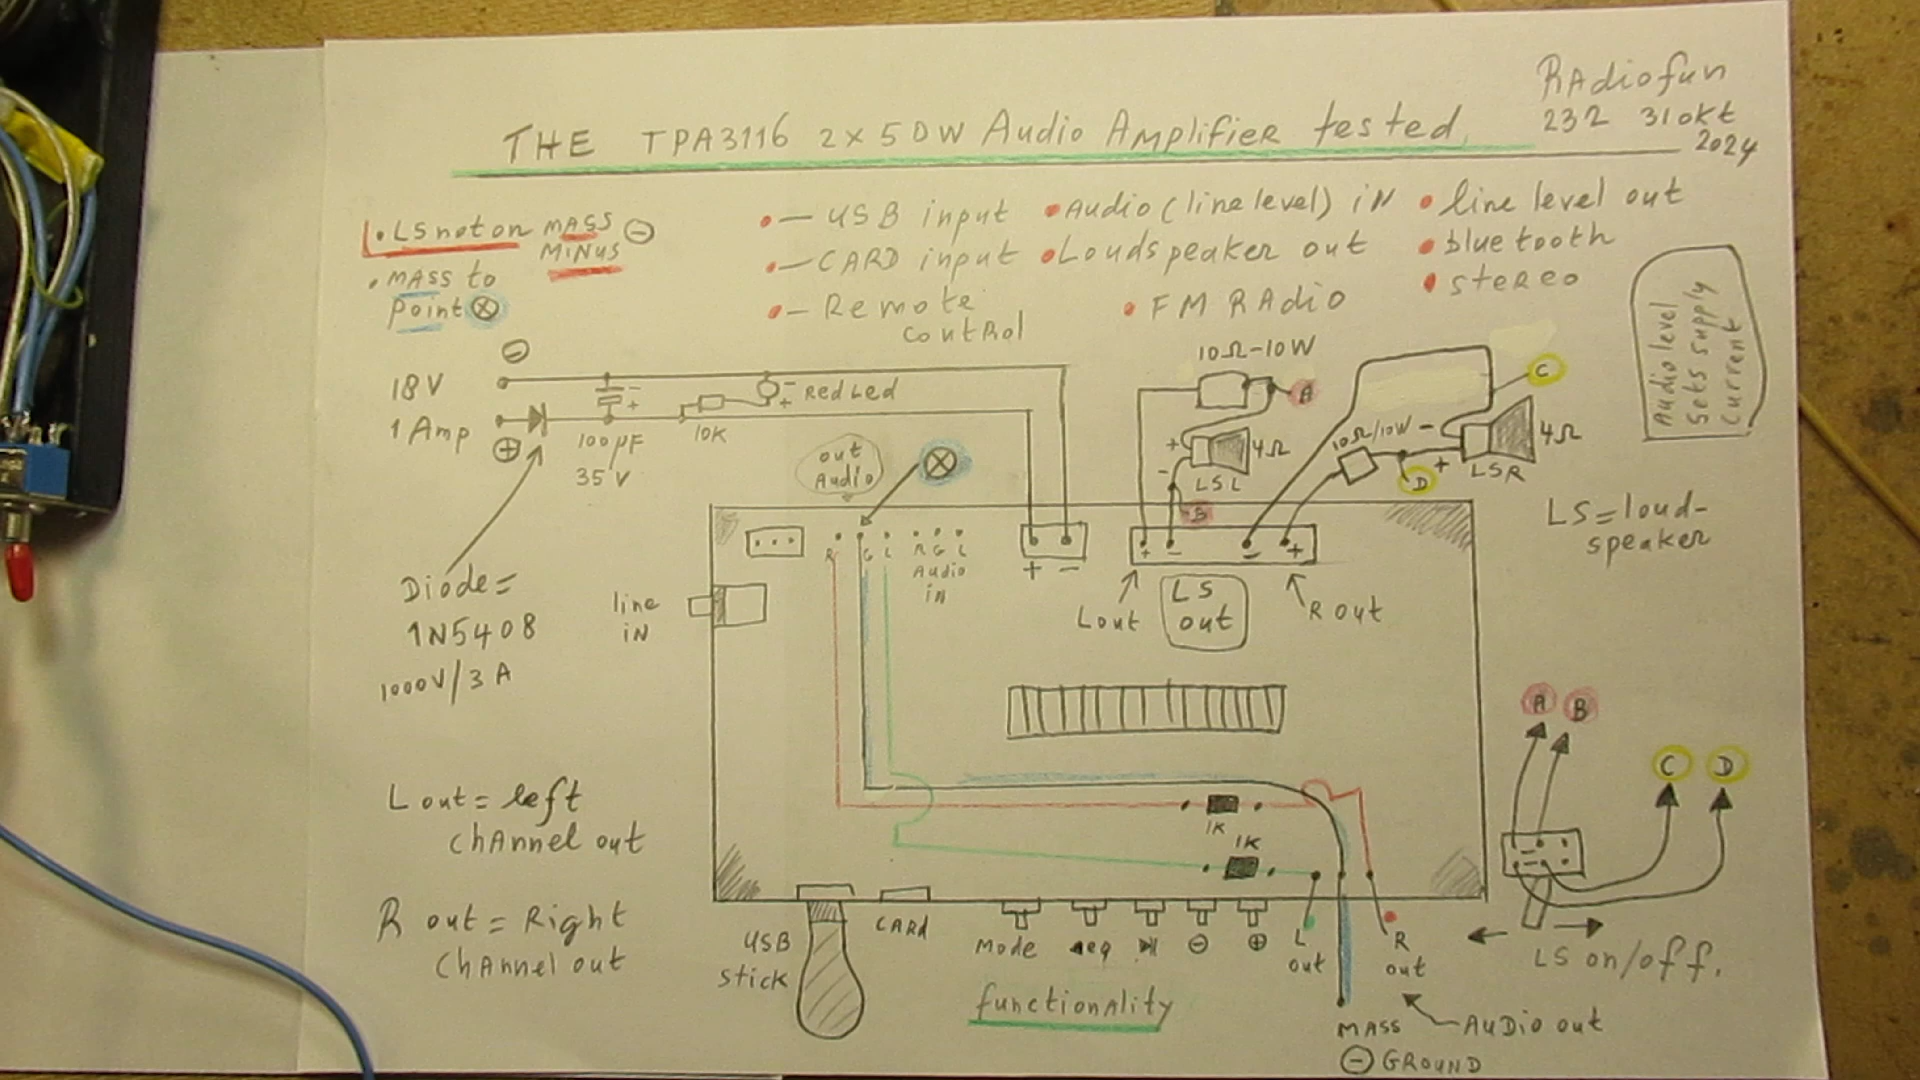 RAdiofun
232 31okt
2024
THE TPA3116 2x50W Audio Amplifier tested
• LS not on MASS ⊖
MINUS
• MASS to
point ⊗
• — USB input
• — CARD input
• — Remote
control
• Audio (line level) iN
• Loudspeaker out
• FM RAdio
• line level out
• bluetooth
• stereo
Audio level
sets supply
current
⊖
18V
1 Amp
⊕
−
+
100µF
35V
10K
−
+
Red Led
out
Audio
⊗
10Ω-10W
A
+
−
4Ω
LSL
B
10Ω/10W
−
+
4Ω
LSR
C
D
LS = loud-
speaker
Diode =
1N5408
1000V/3A
line
iN
R G L
R G L
Audio
in
+ −
+ − − +
L out
LS
out
R out
L out = left
channel out
R out = Right
channel out
1K
1K
A B
C D
USB
stick
CARD
Mode
◄eq
⊖
⊕
L
out
R
out
functionality
MASS
⊖ GROUND
AUDio out
LS on/off.